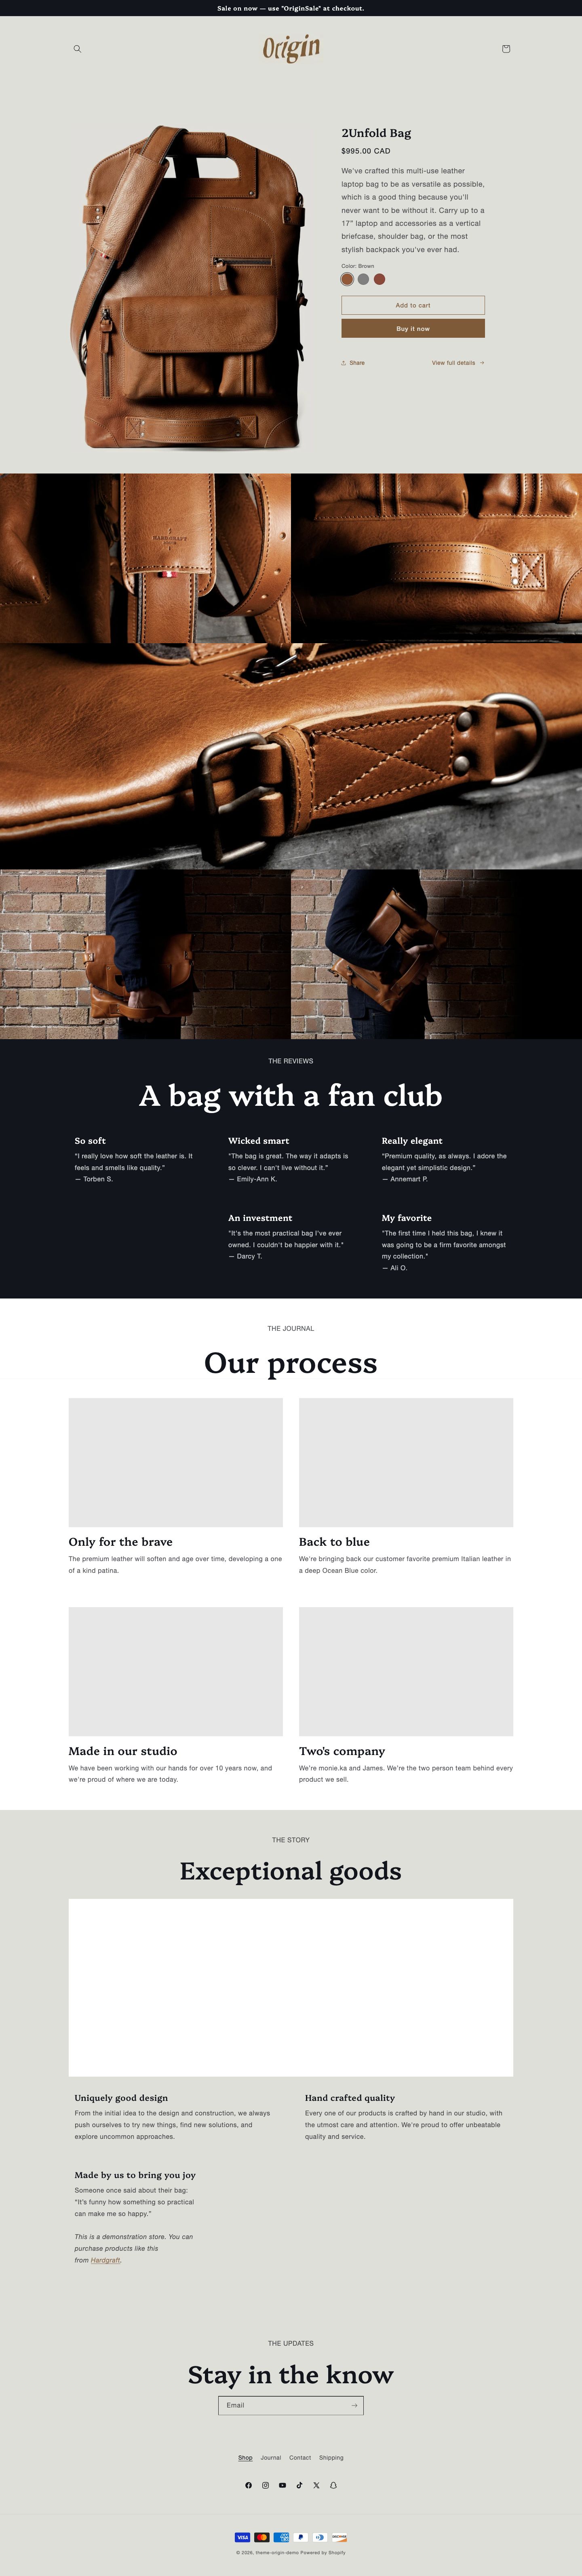 Sale on now — use "OriginSale" at checkout.
Origin
2Unfold Bag
$995.00 CAD
We've crafted this multi-use leather
laptop bag to be as versatile as possible,
which is a good thing because you'll
never want to be without it. Carry up to a
17" laptop and accessories as a vertical
briefcase, shoulder bag, or the most
stylish backpack you've ever had.
Color: Brown
Add to cart
Buy it now
Share
View full details
HARDGRAFT
THE REVIEWS
A bag with a fan club
So soft
"I really love how soft the leather is. It
feels and smells like quality."
— Torben S.
Wicked smart
"The bag is great. The way it adapts is
so clever. I can't live without it."
— Emily-Ann K.
Really elegant
"Premium quality, as always. I adore the
elegant yet simplistic design."
— Annemart P.
An investment
"It's the most practical bag I've ever
owned. I couldn't be happier with it."
— Darcy T.
My favorite
"The first time I held this bag, I knew it
was going to be a firm favorite amongst
my collection."
— Ali O.
THE JOURNAL
Our process
Only for the brave
The premium leather will soften and age over time, developing a one
of a kind patina.
Back to blue
We're bringing back our customer favorite premium Italian leather in
a deep Ocean Blue color.
Made in our studio
We have been working with our hands for over 10 years now, and
we're proud of where we are today.
Two's company
We're monie.ka and James. We're the two person team behind every
product we sell.
THE STORY
Exceptional goods
Uniquely good design
From the initial idea to the design and construction, we always
push ourselves to try new things, find new solutions, and
explore uncommon approaches.
Hand crafted quality
Every one of our products is crafted by hand in our studio, with
the utmost care and attention. We're proud to offer unbeatable
quality and service.
Made by us to bring you joy
Someone once said about their bag:
"It's funny how something so practical
can make me so happy."
This is a demonstration store. You can
purchase products like this
from Hardgraft.
THE UPDATES
Stay in the know
Email
Shop
Journal
Contact
Shipping
VISA
DISCOVER
© 2026, theme-origin-demo Powered by Shopify